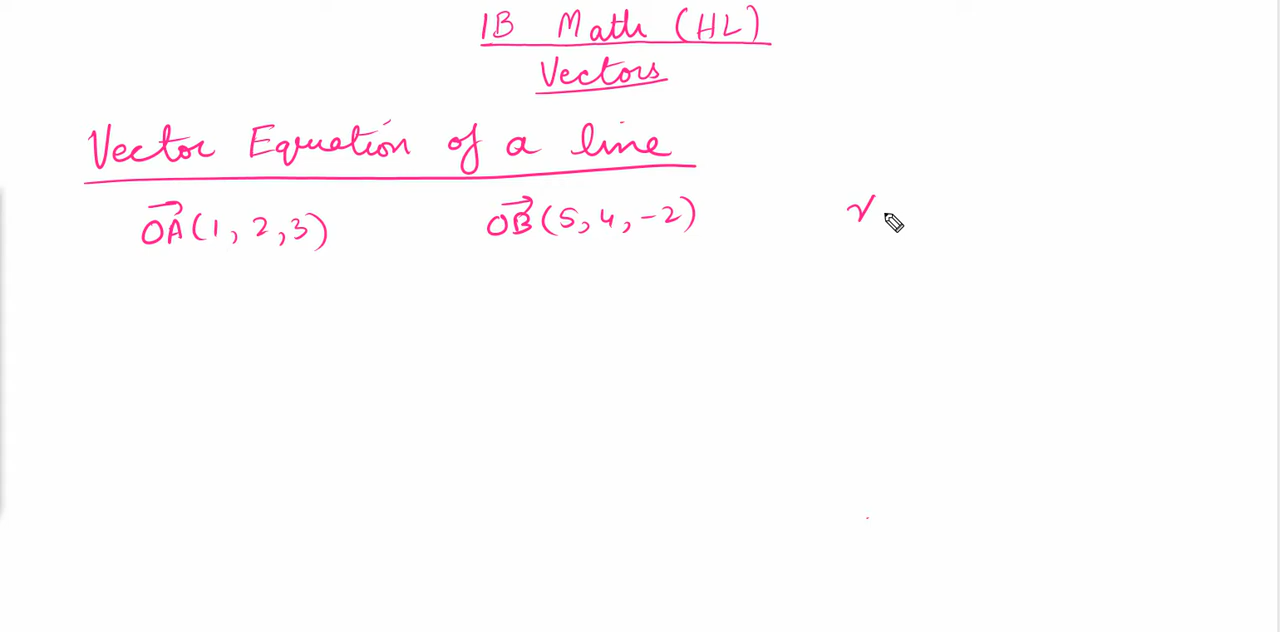 IB Math (HL)
Vectors
Vector Equation of a line
OA⃗ (1, 2, 3) OB⃗ (5, 4, -2) r